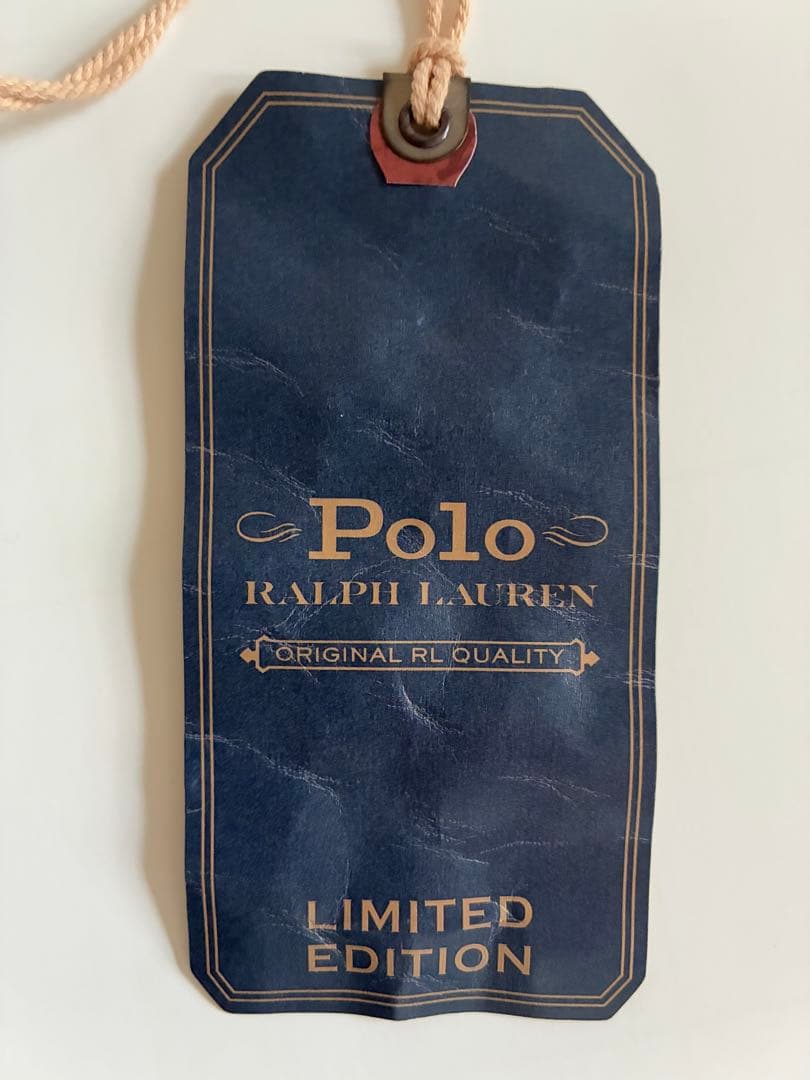 Polo
RALPH LAUREN
ORIGINAL RL QUALITY
LIMITED
EDITION